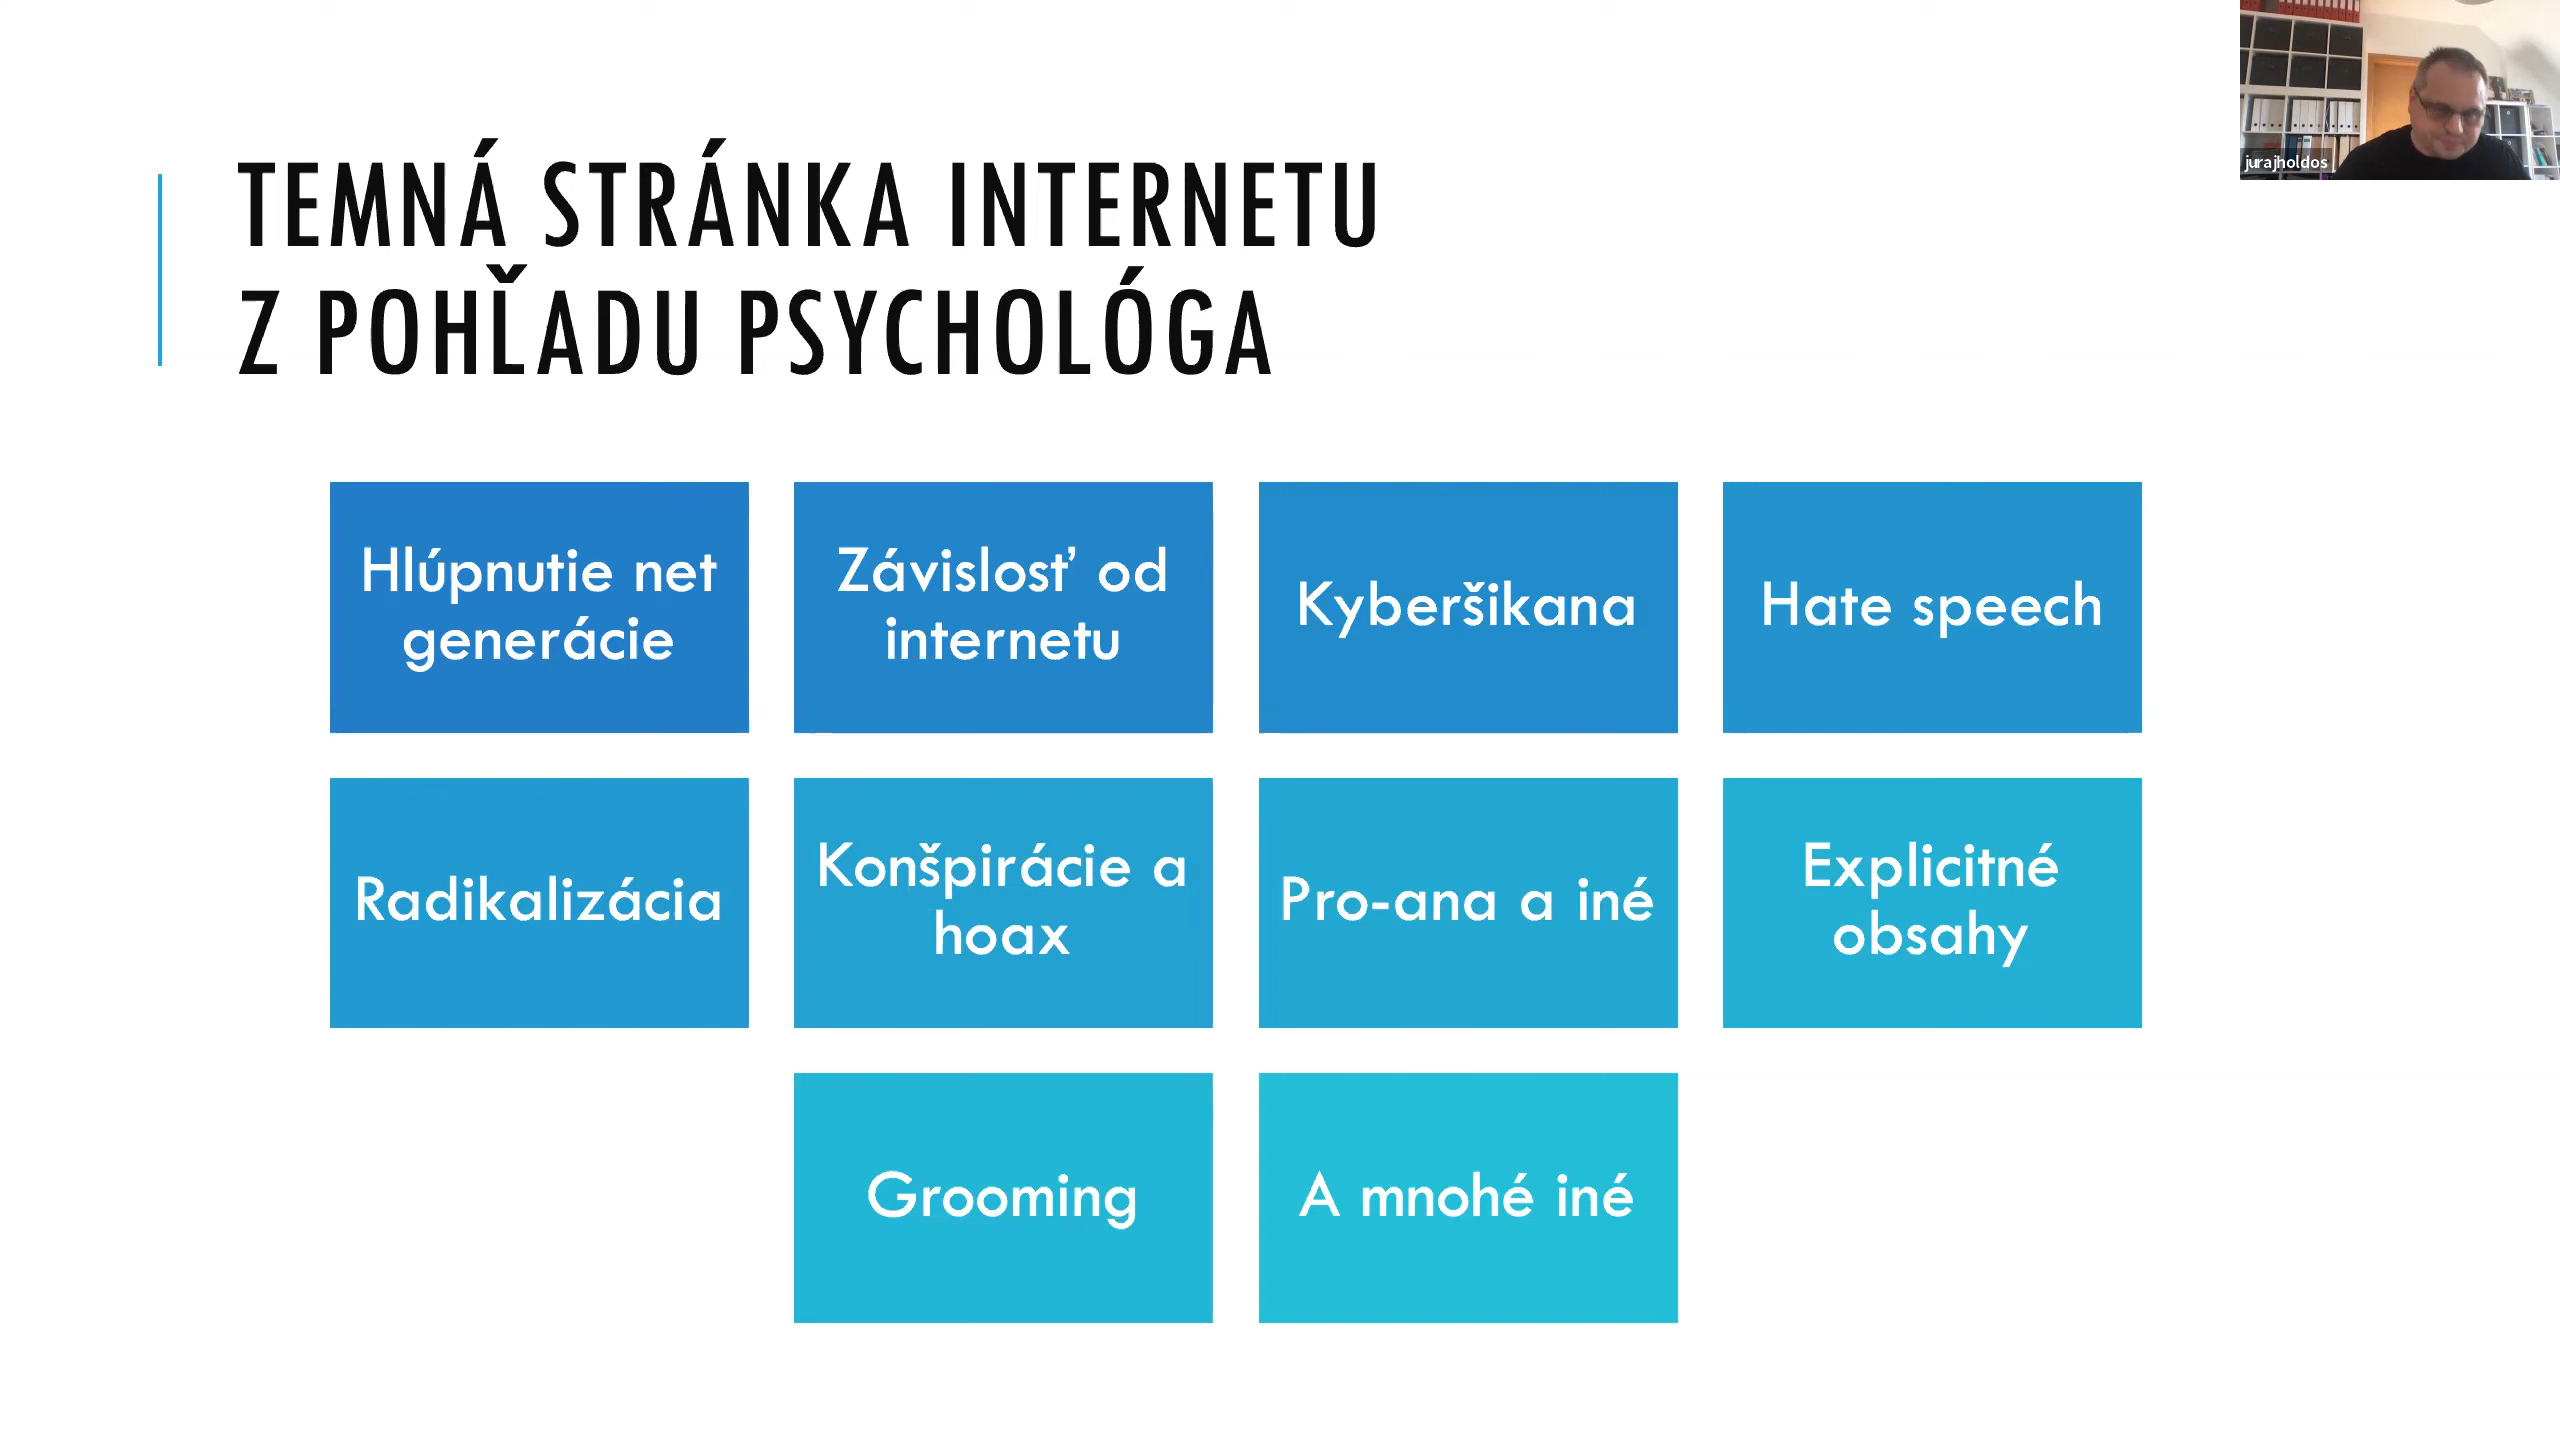 TEMNÁ STRÁNKA INTERNETU
Z POHĽADU PSYCHOLÓGA
jurajholdos
Hlúpnutie net
generácie
Závislosť od
internetu
Kyberšikana
Hate speech
Radikalizácia
Konšpirácie a
hoax
Pro-ana a iné
Explicitné
obsahy
Grooming
A mnohé iné